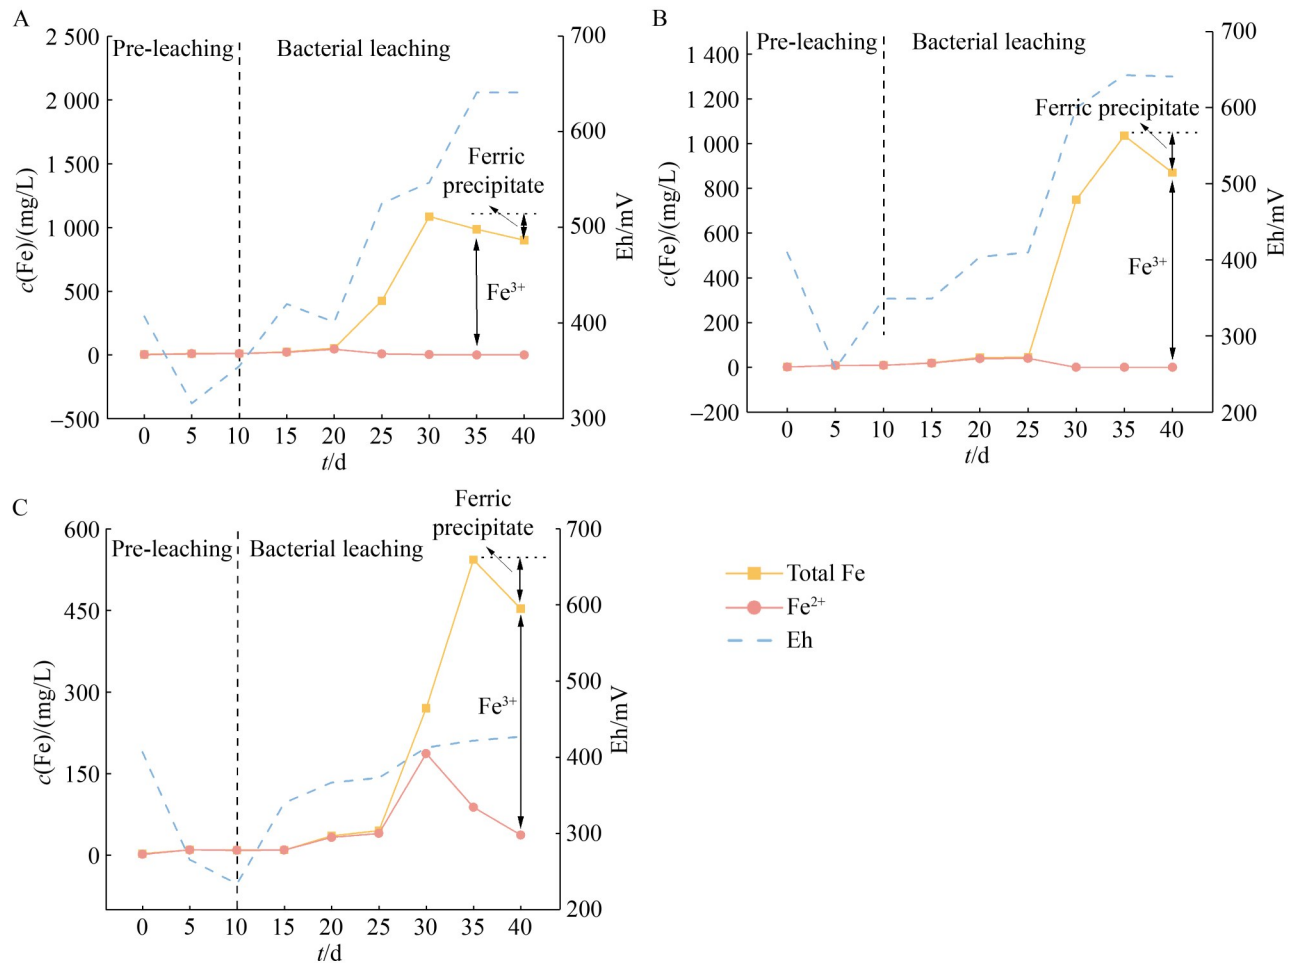 A
2 500
2 000
1 500
1 000
500
0
–500
c(Fe)/(mg/L)
Pre-leaching
Bacterial leaching
Ferric
precipitate
Fe³⁺
700
600
500
400
300
Eh/mV
0 5 10 15 20 25 30 35 40
t/d
B
1 400
1 200
1 000
800
600
400
200
0
–200
c(Fe)/(mg/L)
Pre-leaching
Bacterial leaching
Ferric precipitate
Fe³⁺
700
600
500
400
300
200
Eh/mV
0 5 10 15 20 25 30 35 40
t/d
C
600
450
300
150
0
c(Fe)/(mg/L)
Pre-leaching
Bacterial leaching
Ferric
precipitate
Fe³⁺
700
600
500
400
300
200
Eh/mV
0 5 10 15 20 25 30 35 40
t/d
Total Fe
Fe²⁺
Eh